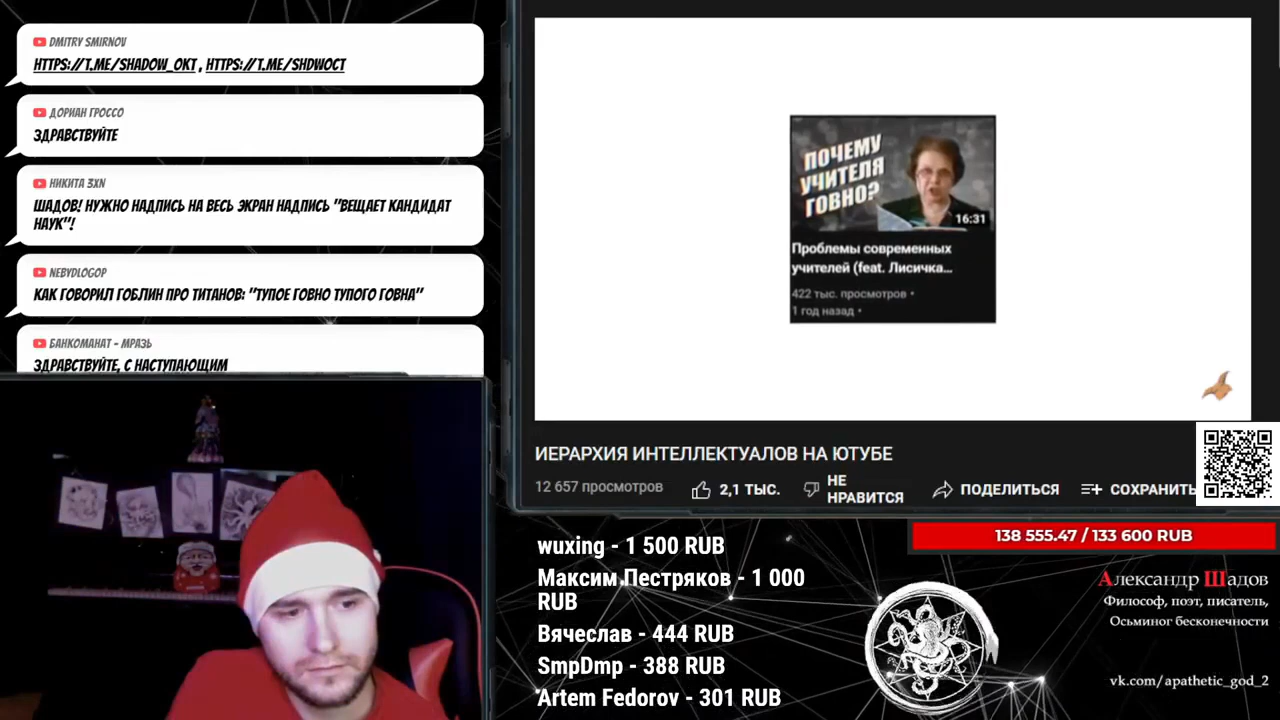 DMITRY SMIRNOV
HTTPS://T.ME/SHADOW_OKT , HTTPS://T.ME/SHDWOCT
ДОРИАН ГРОССО
ЗДРАВСТВУЙТЕ
НИКИТА 3XN
ШАДОВ! НУЖНО НАДПИСЬ НА ВЕСЬ ЭКРАН НАДПИСЬ "ВЕЩАЕТ КАНДИДАТ
НАУК"!
NEBYDLOGOP
КАК ГОВОРИЛ ГОБЛИН ПРО ТИТАНОВ: "ТУПОЕ ГОВНО ТУПОГО ГОВНА"
БАНКОМАНАТ - МРАЗЬ
ЗДРАВСТВУЙТЕ, С НАСТУПАЮЩИМ
ПОЧЕМУ
УЧИТЕЛЯ
ГОВНО?
16:31
Проблемы современных
учителей (feat. Лисичка...
422 тыс. просмотров •
1 год назад •
ИЕРАРХИЯ ИНТЕЛЛЕКТУАЛОВ НА ЮТУБЕ
12 657 просмотров
2,1 ТЫС.
НЕ
НРАВИТСЯ
ПОДЕЛИТЬСЯ
СОХРАНИТЬ
138 555.47 / 133 600 RUB
wuxing - 1 500 RUB
Максим Пестряков - 1 000
RUB
Вячеслав - 444 RUB
SmpDmp - 388 RUB
Artem Fedorov - 301 RUB
Александр Шадов
Философ, поэт, писатель,
Осьминог бесконечности
vk.com/apathetic_god_2